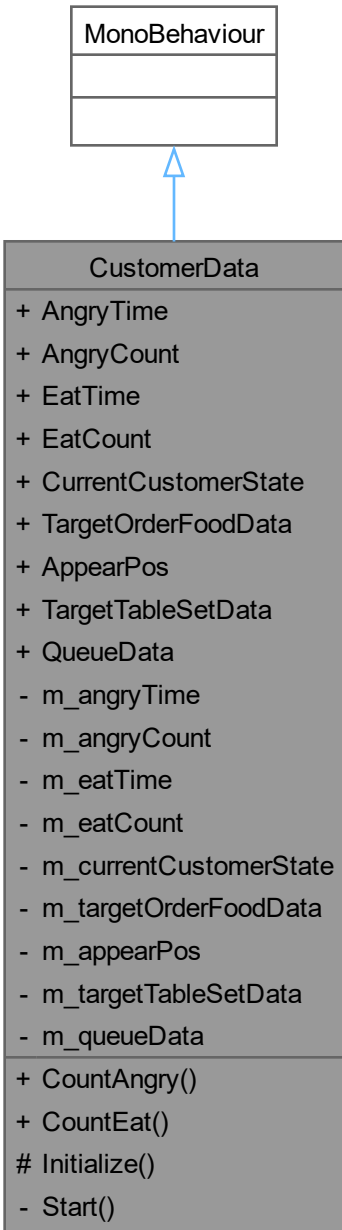 MonoBehaviour
CustomerData
+ AngryTime
+ AngryCount
+ EatTime
+ EatCount
+ CurrentCustomerState
+ TargetOrderFoodData
+ AppearPos
+ TargetTableSetData
+ QueueData
- m_angryTime
- m_angryCount
- m_eatTime
- m_eatCount
- m_currentCustomerState
- m_targetOrderFoodData
- m_appearPos
- m_targetTableSetData
- m_queueData
+ CountAngry()
+ CountEat()
# Initialize()
- Start()